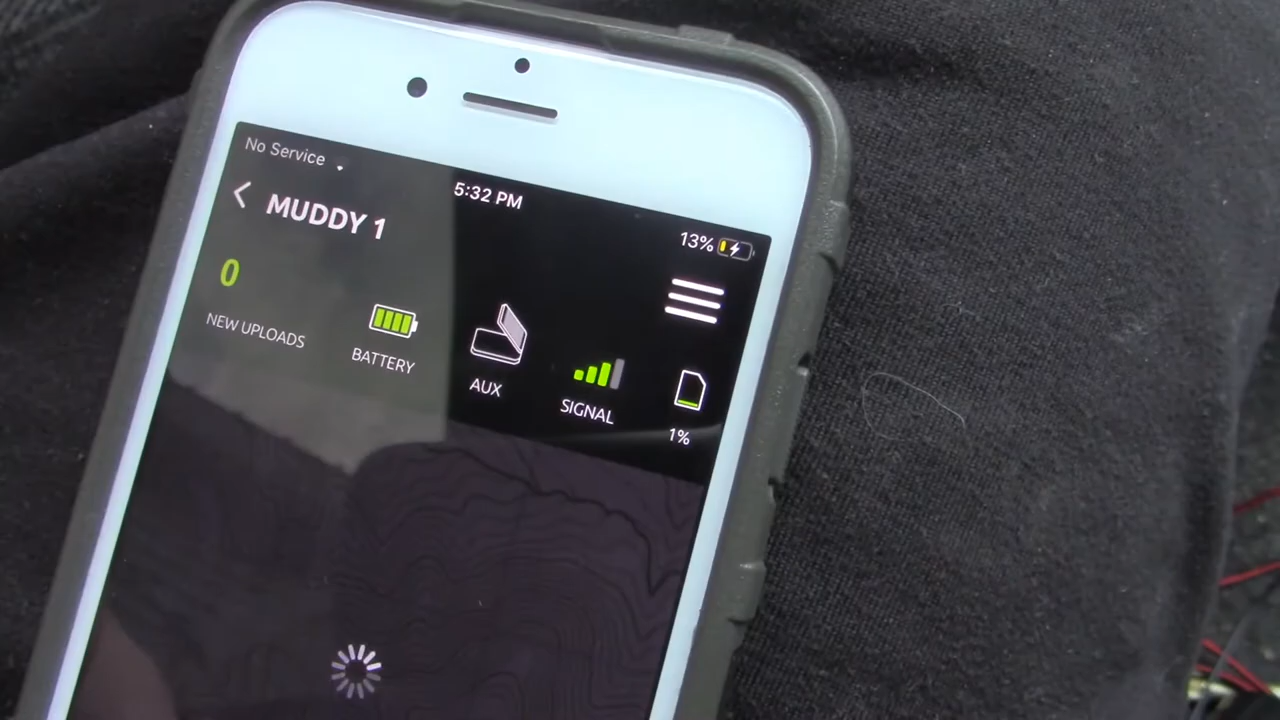 No Service
5:32 PM
13%
MUDDY 1
0
NEW UPLOADS
BATTERY
AUX
SIGNAL
1%